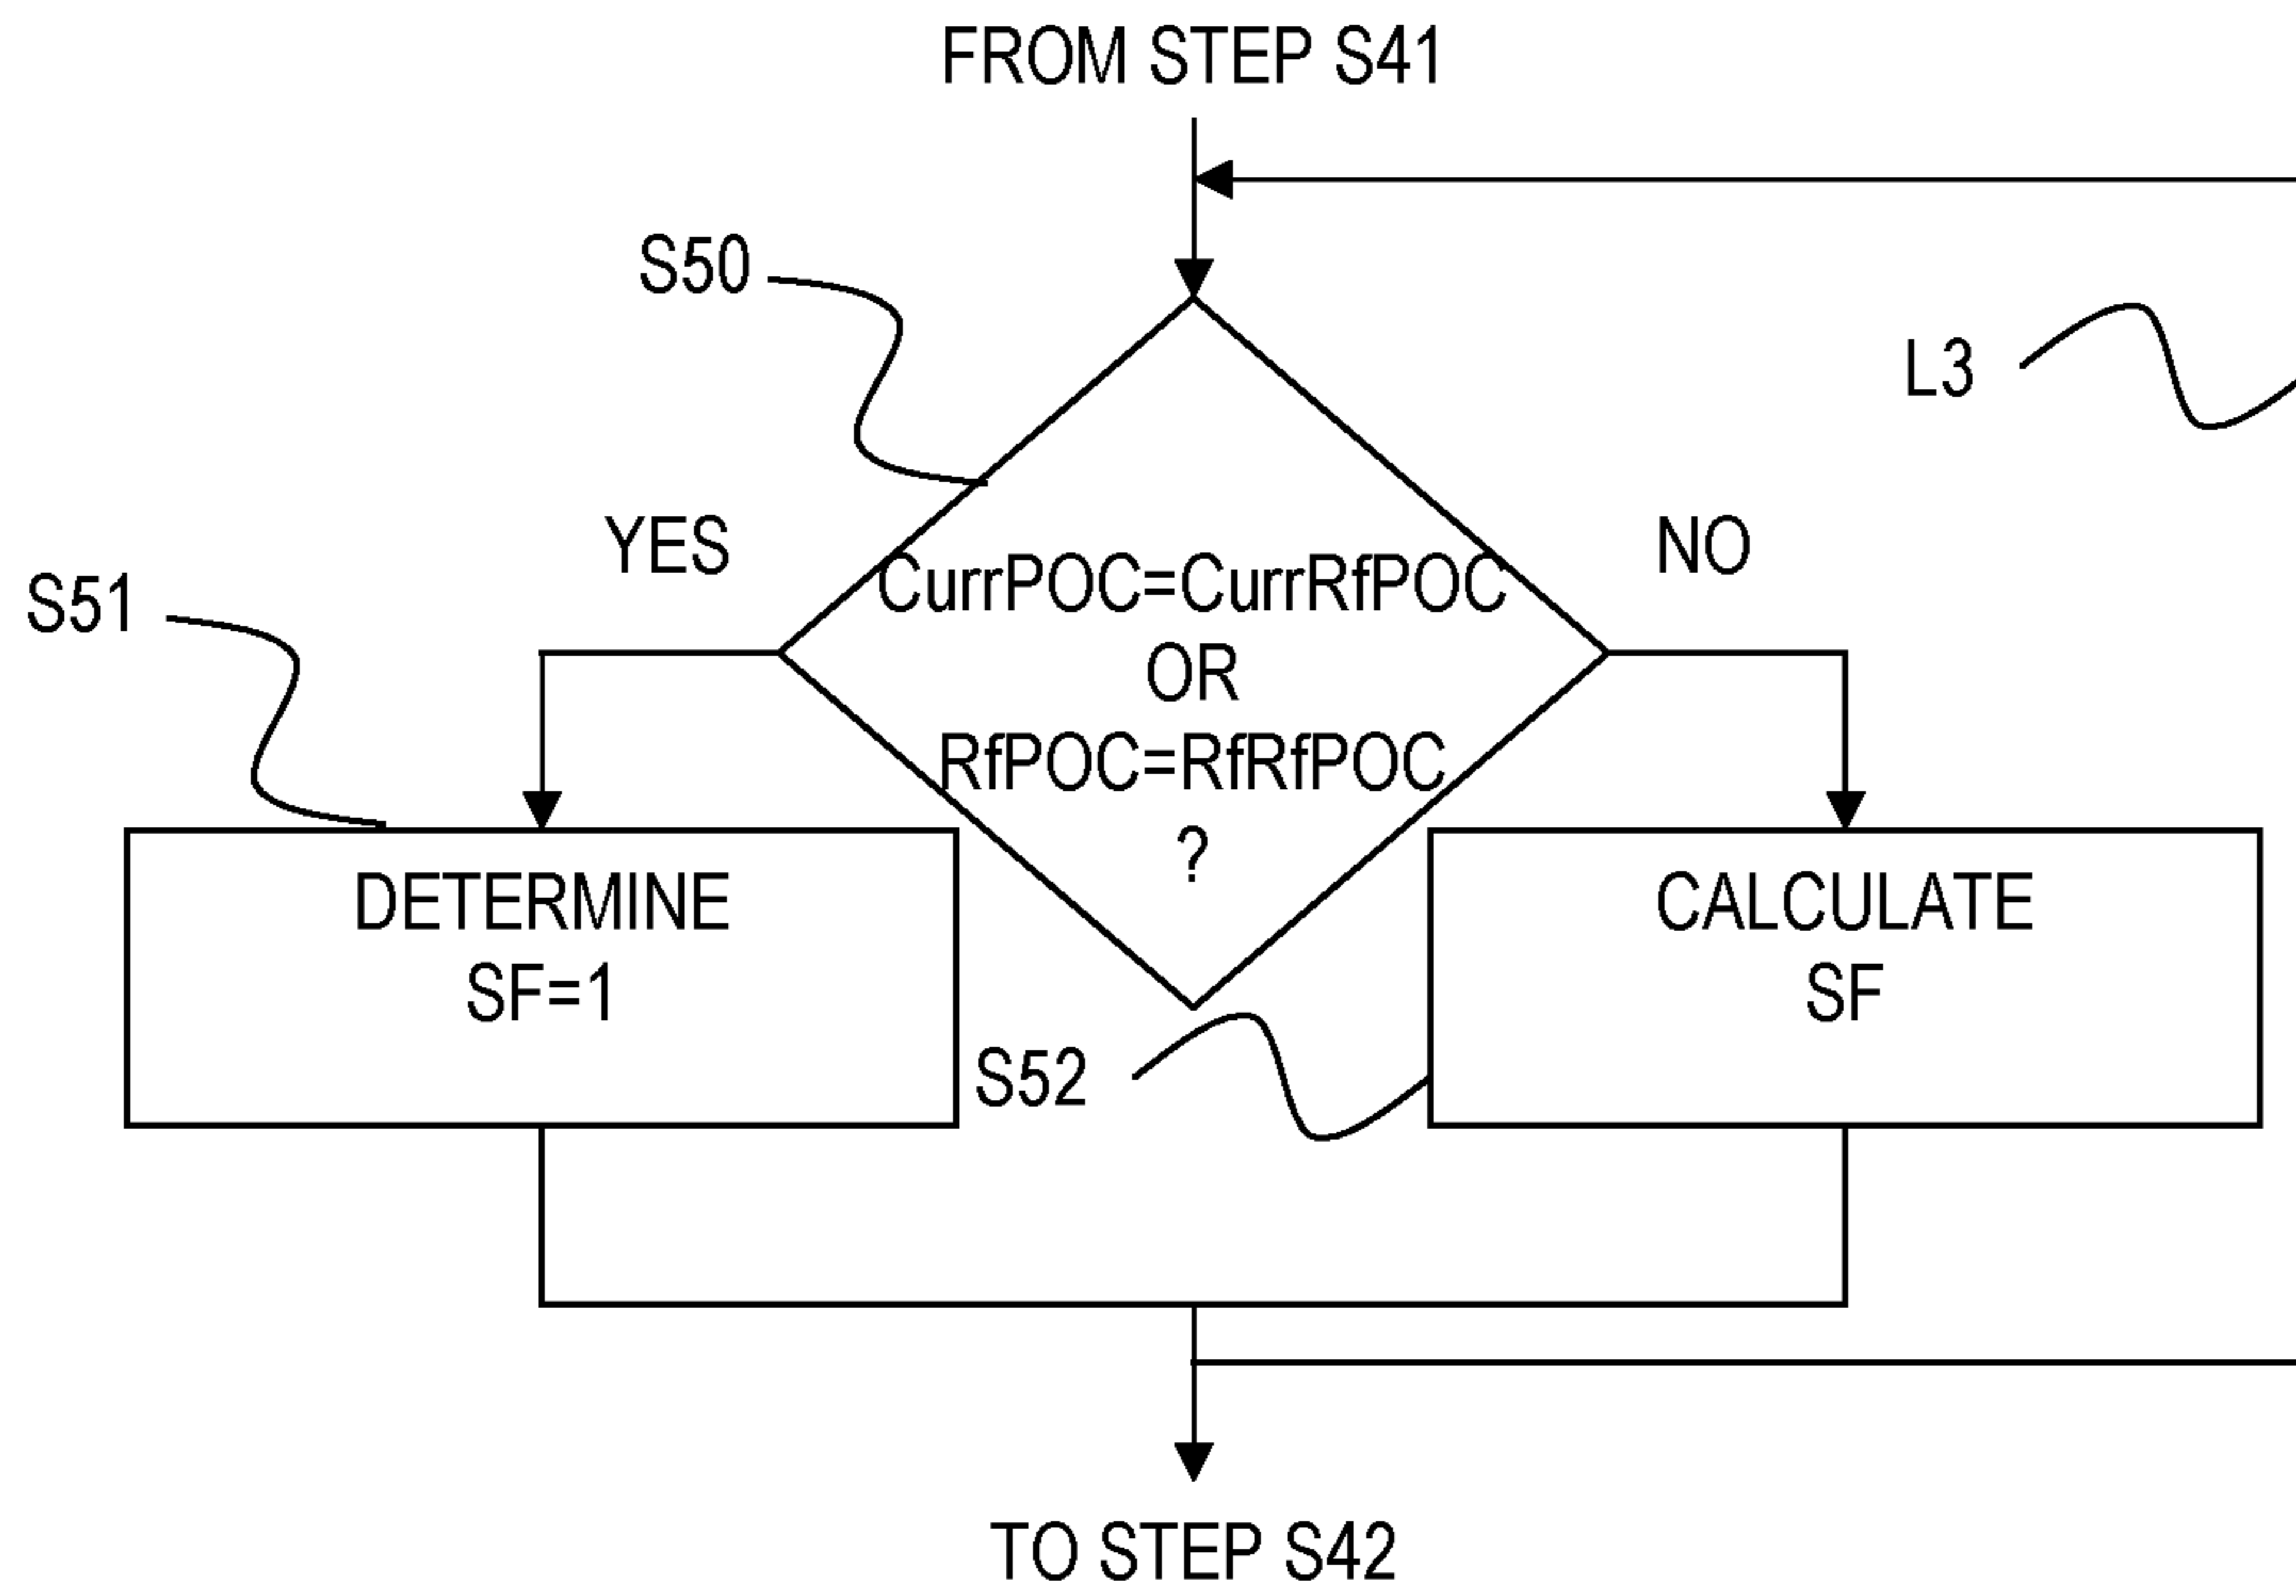 FROM STEP S41
S50
L3
YES
NO
S51
CurrPOC=CurrRfPOC
OR
RfPOC=RfRfPOC
?
DETERMINE
SF=1
CALCULATE
SF
S52
TO STEP S42